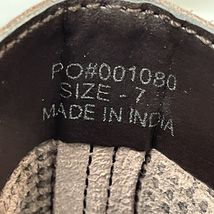 PO#001080
SIZE - 7
MADE IN INDIA